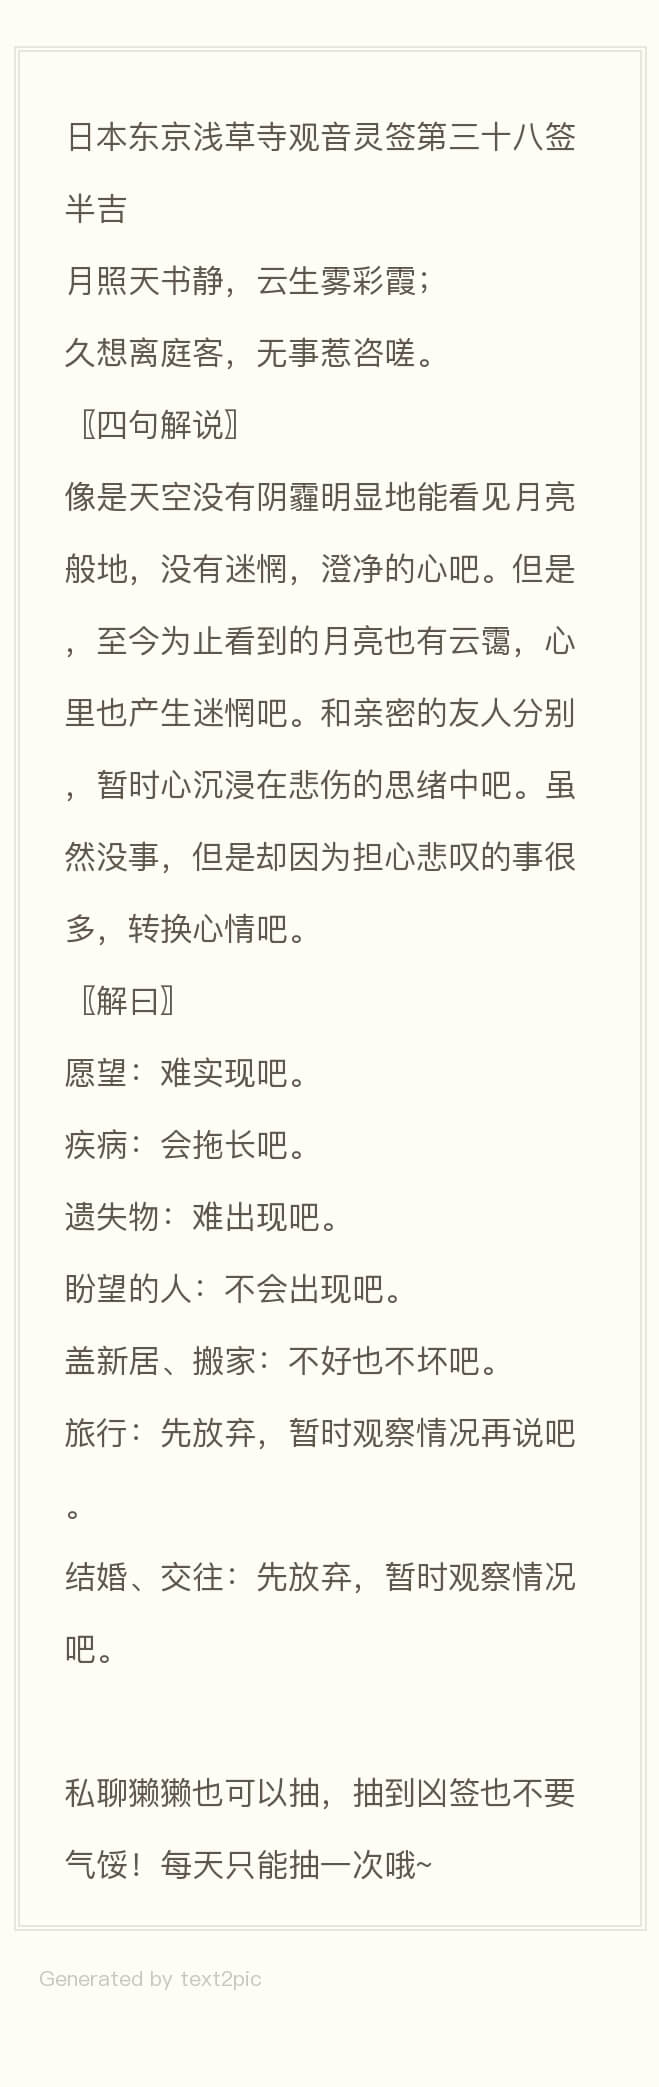 日本东京浅草寺观音灵签第三十八签
半吉
月照天书静，云生雾彩霞；
久想离庭客，无事惹咨嗟。
〖四句解说〗
像是天空没有阴霾明显地能看见月亮
般地，没有迷惘，澄净的心吧。但是
，至今为止看到的月亮也有云霭，心
里也产生迷惘吧。和亲密的友人分别
，暂时心沉浸在悲伤的思绪中吧。虽
然没事，但是却因为担心悲叹的事很
多，转换心情吧。
〖解曰〗
愿望：难实现吧。
疾病：会拖长吧。
遗失物：难出现吧。
盼望的人：不会出现吧。
盖新居、搬家：不好也不坏吧。
旅行：先放弃，暂时观察情况再说吧
。
结婚、交往：先放弃，暂时观察情况
吧。
私聊獭獭也可以抽，抽到凶签也不要
气馁！每天只能抽一次哦~
Generated by text2pic